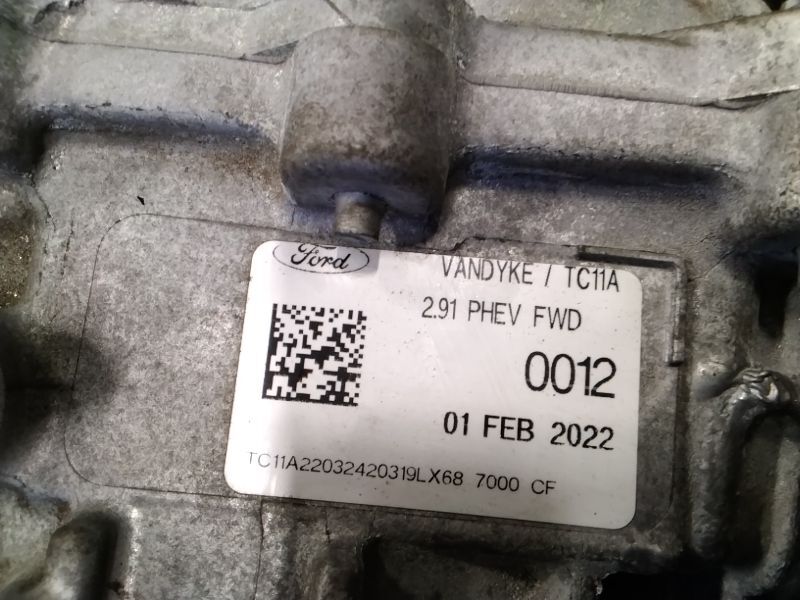 Ford
VANDYKE / TC11A
2.91 PHEV FWD
0012
01 FEB 2022
TC11A22032420319LX68 7000 CF